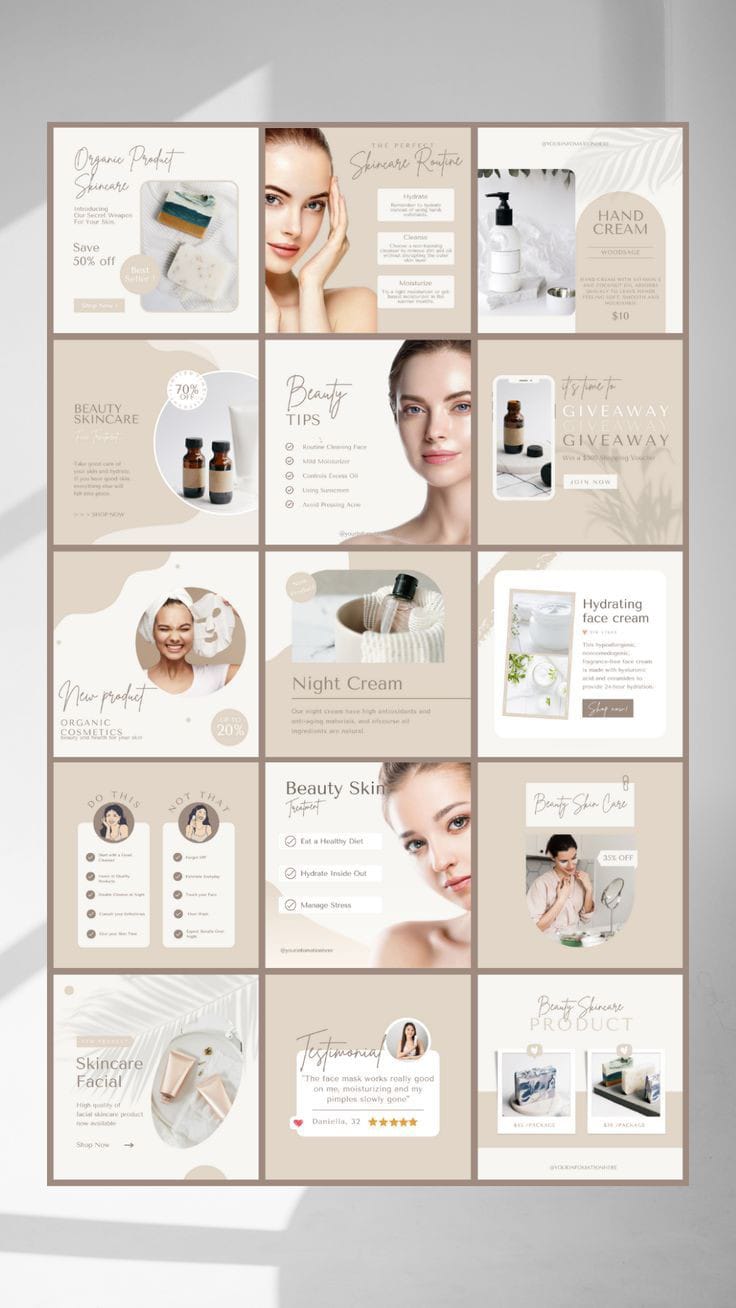 Organic Product
Skincare
Introducing
Our Secret Weapon
For Your Skin.
Save
50% off
Best
Seller !
Shop Now >
THE PERFECT
Skincare Routine
Hydrate
Remember to hydrate
instead of using harsh
exfoliants.
Cleanse
Choose a non-foaming
cleanser to remove dirt and oil
without disrupting the outer
skin layer
Moisturize
Try a light moisturizer or gel-
based moisturizer in the
summer months.
@YOURINFOMATIONHERE
HAND
CREAM
WOODSAGE
HAND CREAM WITH VITAMIN E
AND COCONUT OIL ABSORBS
QUICKLY TO LEAVE HANDS
FEELING SOFT, SMOOTH AND
NOURISHED.
$10
BEAUTY
SKINCARE
Face Treatment
70%
OFF
Take good care of
your skin and hydrate.
If you have good skin,
everything else will
fall into place.
> > > SHOP NOW
Beauty
TIPS
Routine Cleaning Face
Mild Moisturizer
Controls Excess Oil
Using Sunscreen
Avoid Pressing Acne
it's time to
GIVEAWAY
GIVEAWAY
GIVEAWAY
Win a $500 Shopping Voucher
JOIN NOW
New product
ORGANIC
COSMETICS
beauty and health for your skin
UP TO
20%
New
Product
Night Cream
Our night cream have high antioxidants and
anti-aging materials, and ofcourse all
ingredients are natural.
Hydrating
face cream
This hypoallergenic,
noncomedogenic,
fragrance-free face cream
is made with hyaluronic
acid and ceramides to
provide 24-hour hydration.
Shop now!
DO THIS
NOT THAT
Start with a Good
Cleanser
Invest in Quality
Products
Double Cleanse at Night
Consult your Esthetician
Give your Skin Time
Forget SPF
Exfoliate Everyday
Touch your Face
Over Wash
Expect Results Over
Night
Beauty Skin
Treatment
Eat a Healthy Diet
Hydrate Inside Out
Manage Stress
@yourinfomationhere
Beauty Skin Care
35% OFF
NEW PRODUCT
Skincare
Facial
High quality of
facial skincare product
now available
Shop Now
Testimonial
"The face mask works really good
on me, moisturizing and my
pimples slowly gone"
Daniella, 32
Beauty Skincare
PRODUCT
/PACKAGE
/PACKAGE
@YOURINFOMATIONHERE